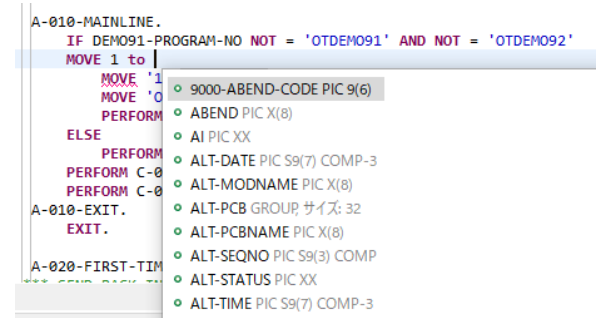 A-010-MAINLINE.
IF DEMO91-PROGRAM-NO NOT = 'OTDEMO91' AND NOT = 'OTDEMO92'
MOVE 1 to
MOVE '1
MOVE 'O
PERFORM
ELSE
PERFORM
PERFORM C-0
PERFORM C-0
A-010-EXIT.
EXIT.
A-020-FIRST-TIM
9000-ABEND-CODE PIC 9(6)
ABEND PIC X(8)
AI PIC XX
ALT-DATE PIC S9(7) COMP-3
ALT-MODNAME PIC X(8)
ALT-PCB GROUP, サイズ: 32
ALT-PCBNAME PIC X(8)
ALT-SEQNO PIC S9(3) COMP
ALT-STATUS PIC XX
ALT-TIME PIC S9(7) COMP-3